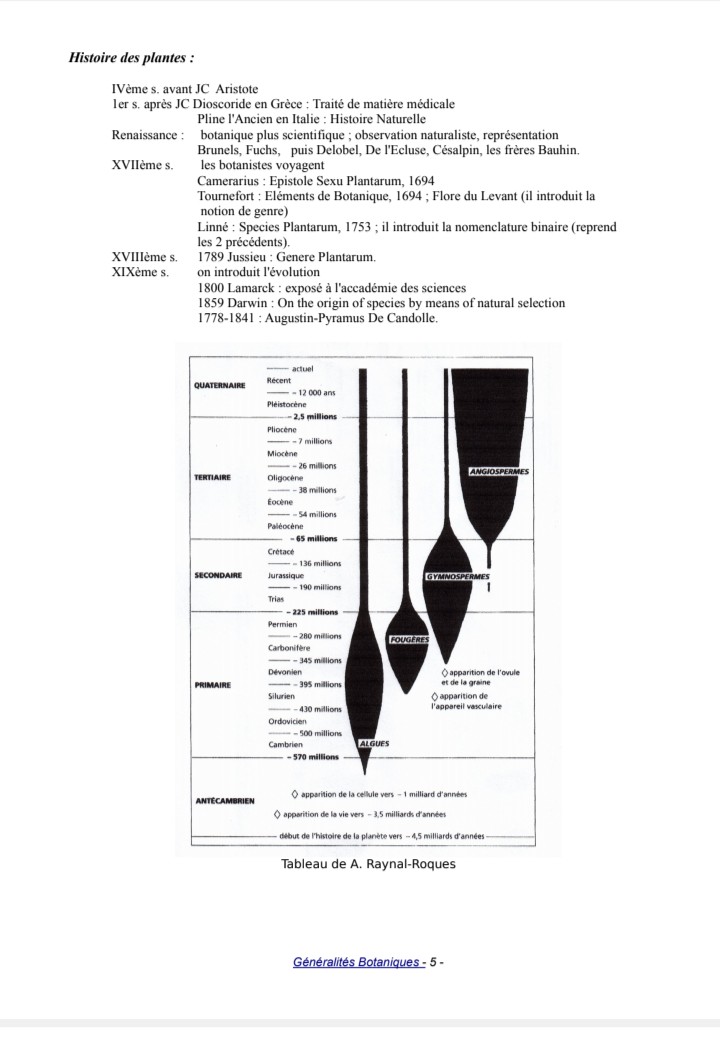 Histoire des plantes :
IVème s. avant JC Aristote
1er s. après JC Dioscoride en Grèce : Traité de matière médicale
Pline l'Ancien en Italie : Histoire Naturelle
Renaissance : botanique plus scientifique ; observation naturaliste, représentation
Brunels, Fuchs, puis Delobel, De l'Ecluse, Césalpin, les frères Bauhin.
XVIIème s. les botanistes voyagent
Camerarius : Epistole Sexu Plantarum, 1694
Tournefort : Eléments de Botanique, 1694 ; Flore du Levant (il introduit la
notion de genre)
Linné : Species Plantarum, 1753 ; il introduit la nomenclature binaire (reprend
les 2 précédents).
XVIIIème s. 1789 Jussieu : Genere Plantarum.
XIXème s. on introduit l'évolution
1800 Lamarck : exposé à l'accadémie des sciences
1859 Darwin : On the origin of species by means of natural selection
1778-1841 : Augustin-Pyramus De Candolle.
actuel
QUATERNAIRE
Récent
– 12 000 ans
Pléistocène
– 2,5 millions
Pliocène
– 7 millions
Miocène
– 26 millions
TERTIAIRE
Oligocène
– 38 millions
Éocène
– 54 millions
Paléocène
– 65 millions
Crétacé
– 136 millions
SECONDAIRE
Jurassique
– 190 millions
Trias
– 225 millions
Permien
– 280 millions
Carbonifère
– 345 millions
Dévonien
PRIMAIRE
– 395 millions
Silurien
– 430 millions
Ordovicien
– 500 millions
Cambrien
– 570 millions
ANGIOSPERMES
GYMNOSPERMES
FOUGÈRES
ALGUES
apparition de l'ovule
et de la graine
apparition de
l'appareil vasculaire
ANTÉCAMBRIEN
apparition de la cellule vers – 1 milliard d'années
apparition de la vie vers – 3,5 milliards d'années
début de l'histoire de la planète vers – 4,5 milliards d'années
Tableau de A. Raynal-Roques
Généralités Botaniques - 5 -